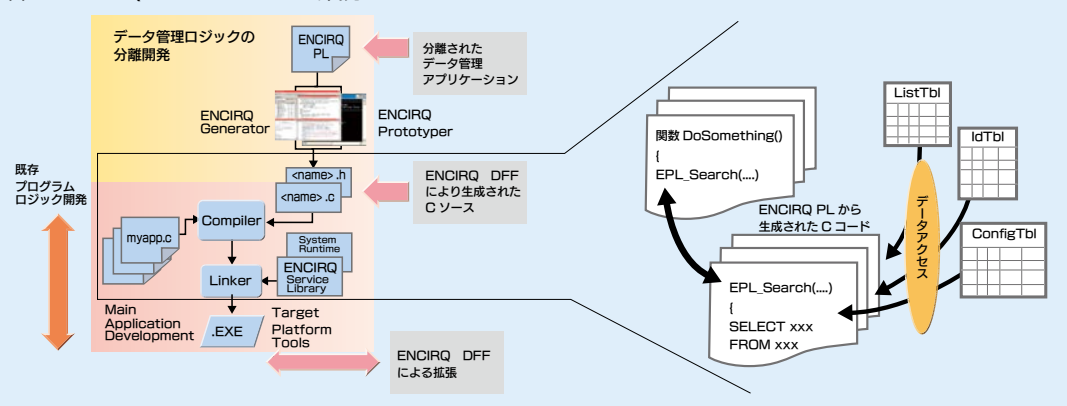 データ管理ロジックの
分離開発
ENCIRQ
PL
分離された
データ管理
アプリケーション
ENCIRQ
Generator
ENCIRQ
Prototyper
既存
プログラム
ロジック開発
<name>.h
<name>.c
ENCIRQ DFF
により生成された
C ソース
Compiler
myapp.c
System
Runtime
ENCIRQ
Service
Library
Linker
Main
Application
Development
.EXE
Target
Platform
Tools
ENCIRQ DFF
による拡張
関数 DoSomething()
{
EPL_Search(....)
ENCIRQ PL から
生成された C コード
EPL_Search(....)
{
SELECT xxx
FROM xxx
ListTbl
IdTbl
ConfigTbl
データアクセス